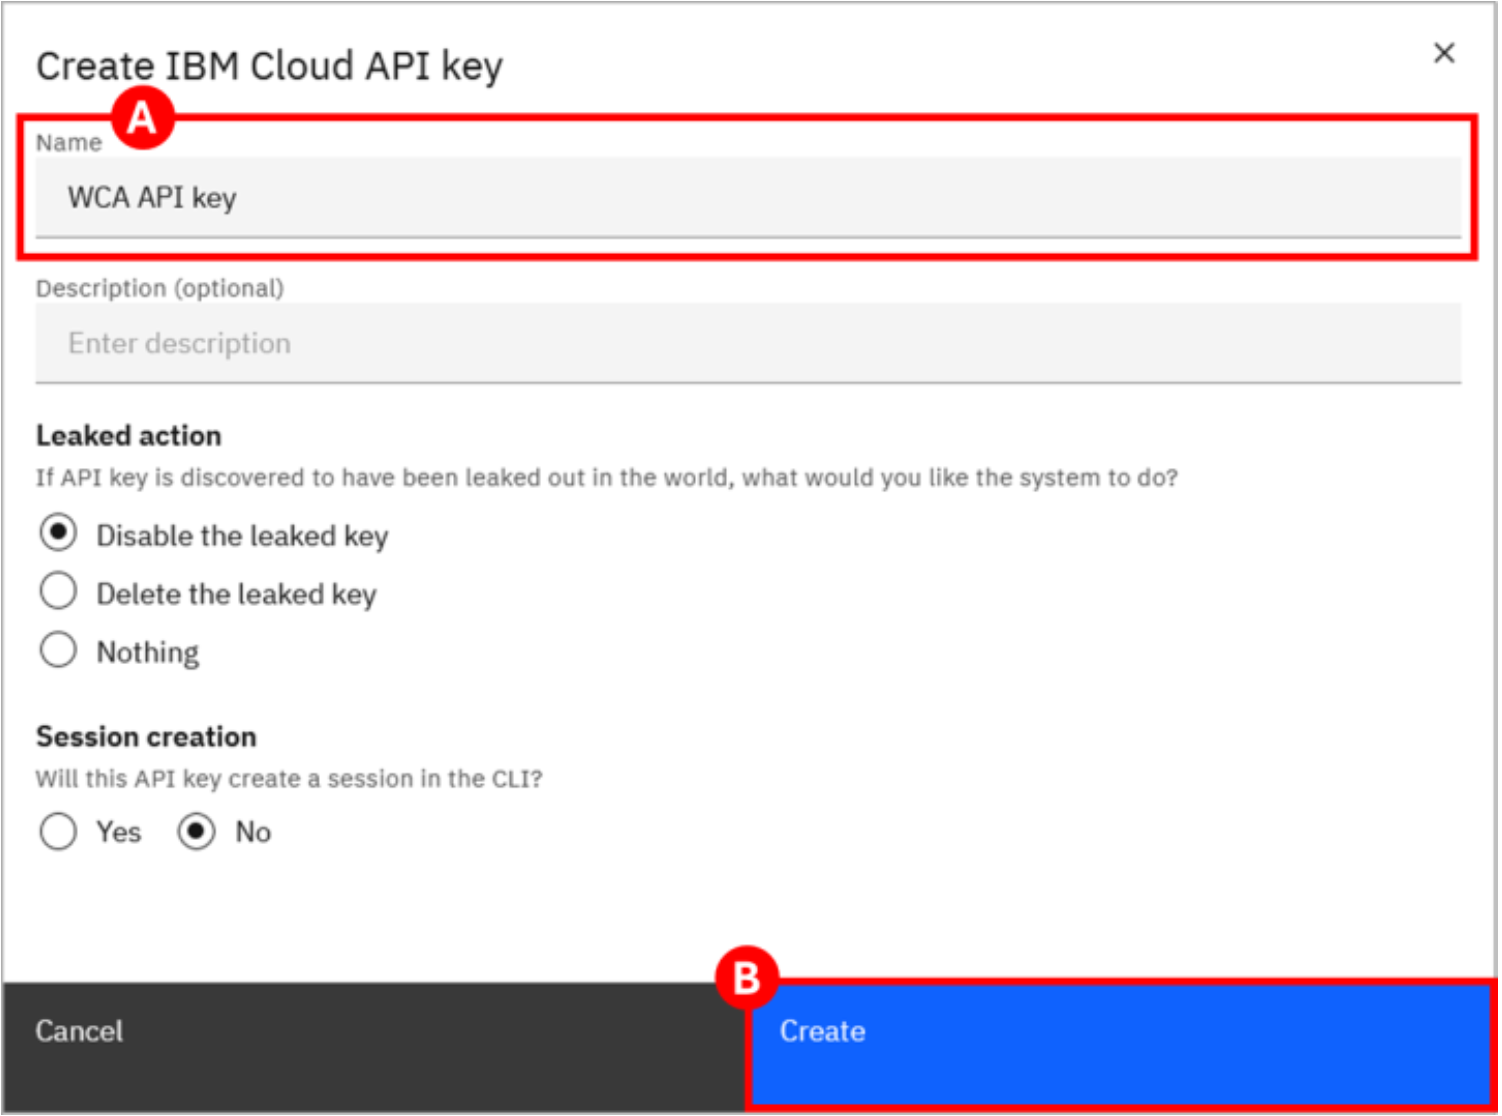 Create IBM Cloud API key
A
Name
WCA API key
Description (optional)
Enter description
Leaked action
If API key is discovered to have been leaked out in the world, what would you like the system to do?
Disable the leaked key
Delete the leaked key
Nothing
Session creation
Will this API key create a session in the CLI?
Yes No
B
Cancel Create